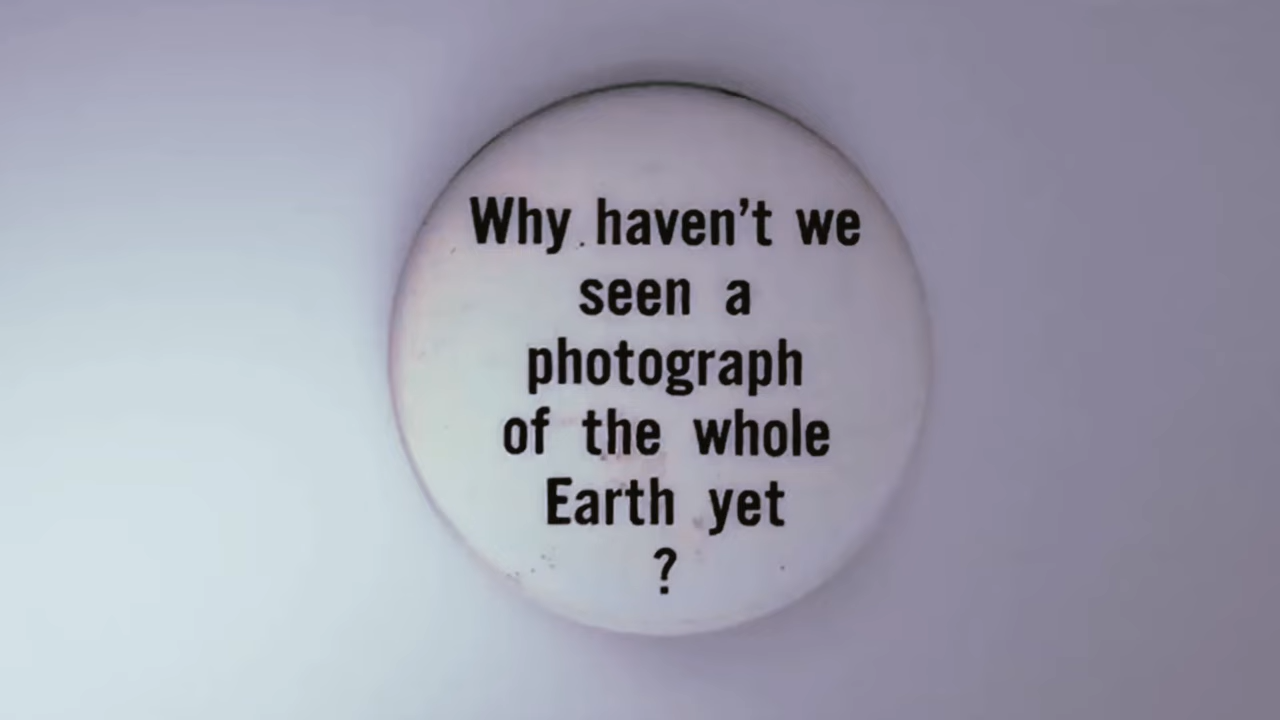 Why haven't we
seen a
photograph
of the whole
Earth yet
?